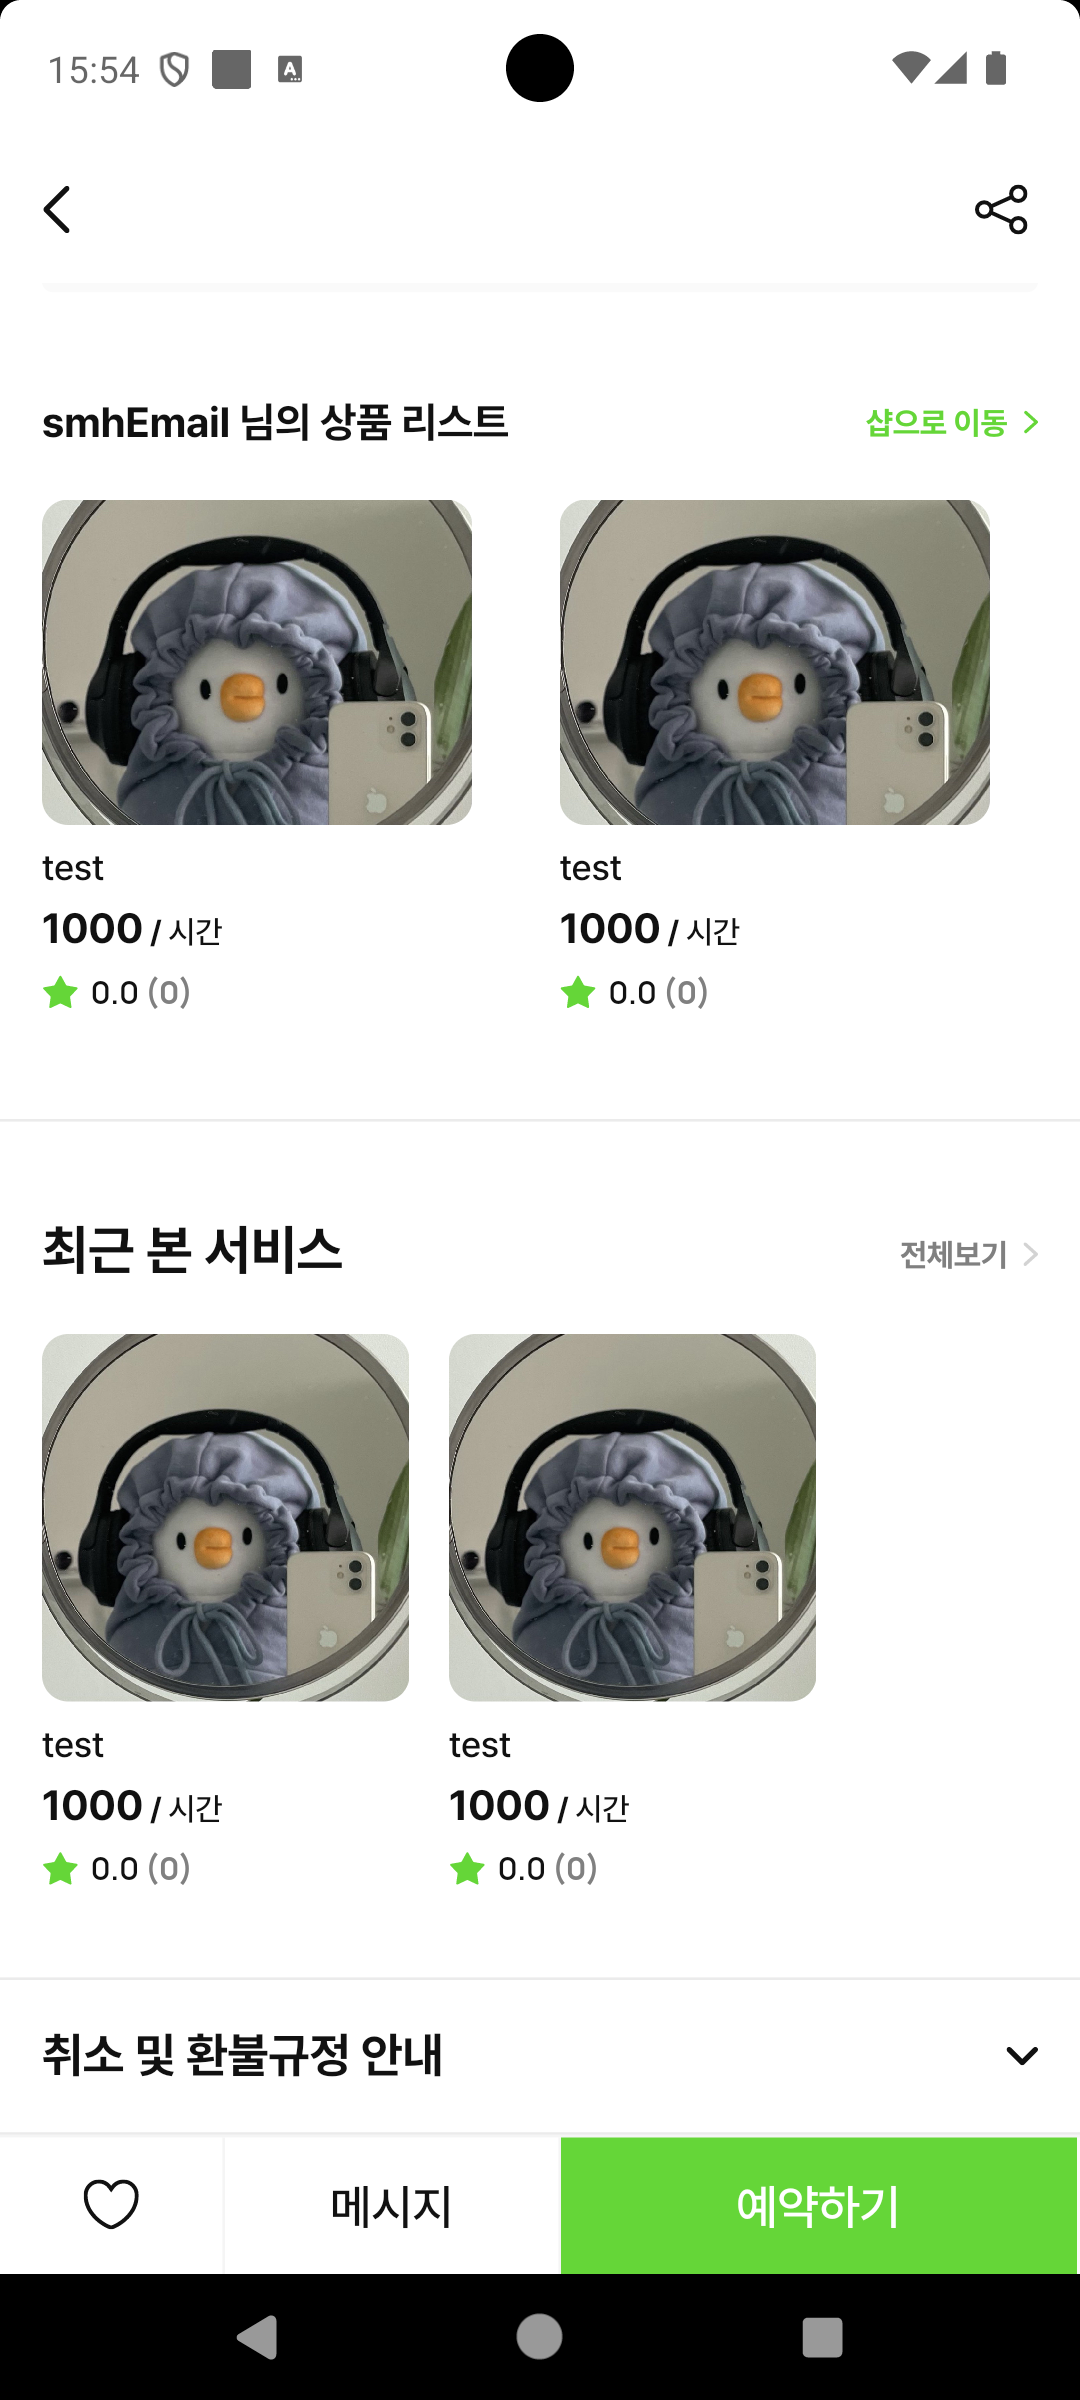 15:54
smhEmail 님의 상품 리스트
샵으로 이동
test
1000 / 시간
0.0 (0)
test
1000 / 시간
0.0 (0)
최근 본 서비스
전체보기
test
1000 / 시간
0.0 (0)
test
1000 / 시간
0.0 (0)
취소 및 환불규정 안내
메시지
예약하기